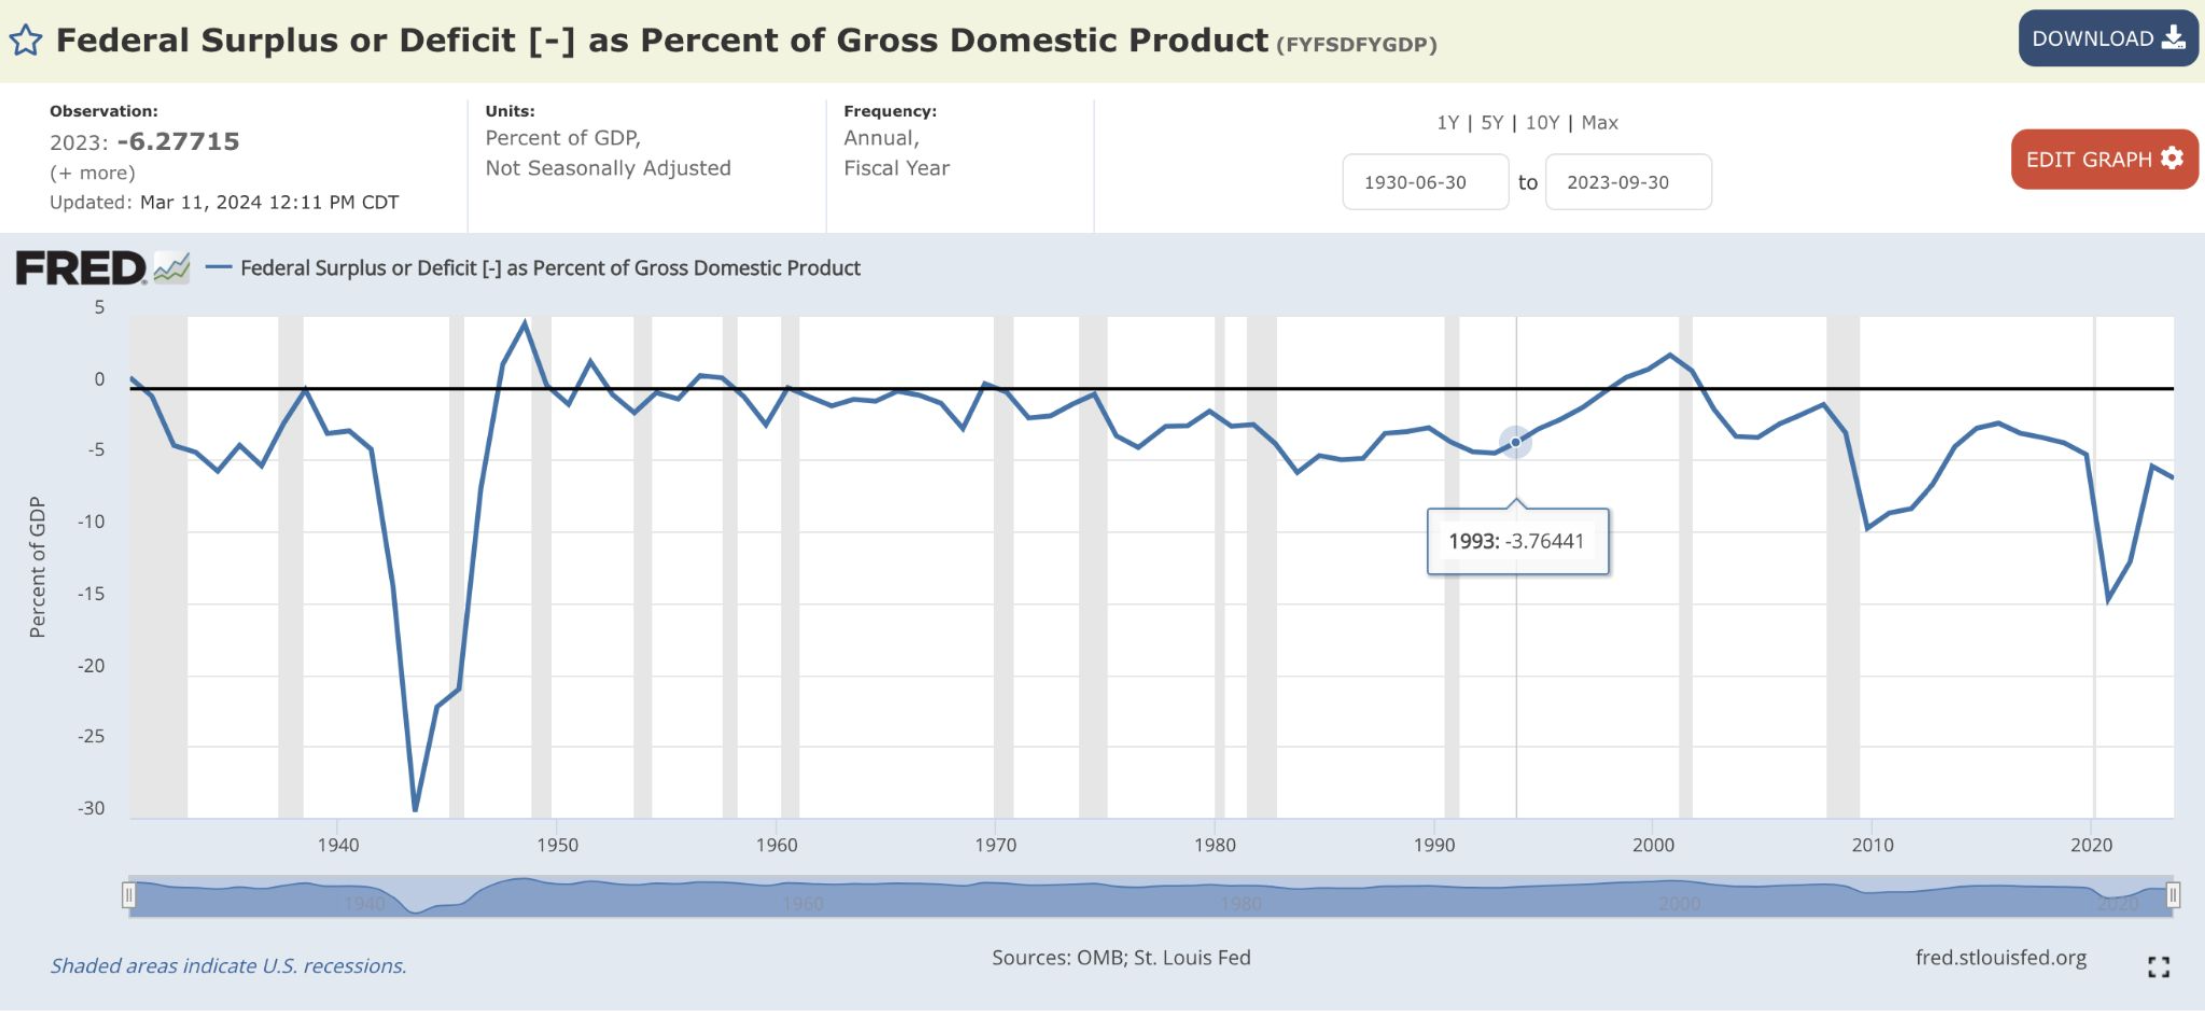 Federal Surplus or Deficit [-] as Percent of Gross Domestic Product (FYFSDFYGDP)
DOWNLOAD
Observation:
2023: -6.27715
(+ more)
Updated: Mar 11, 2024 12:11 PM CDT
Units:
Percent of GDP,
Not Seasonally Adjusted
Frequency:
Annual,
Fiscal Year
1Y | 5Y | 10Y | Max
1930-06-30 to 2023-09-30
EDIT GRAPH
FRED
Federal Surplus or Deficit [-] as Percent of Gross Domestic Product
Percent of GDP
5
0
-5
-10
-15
-20
-25
-30
1993: -3.76441
1940 1950 1960 1970 1980 1990 2000 2010 2020
1940 1960 1980 2000 2020
Shaded areas indicate U.S. recessions.
Sources: OMB; St. Louis Fed
fred.stlouisfed.org